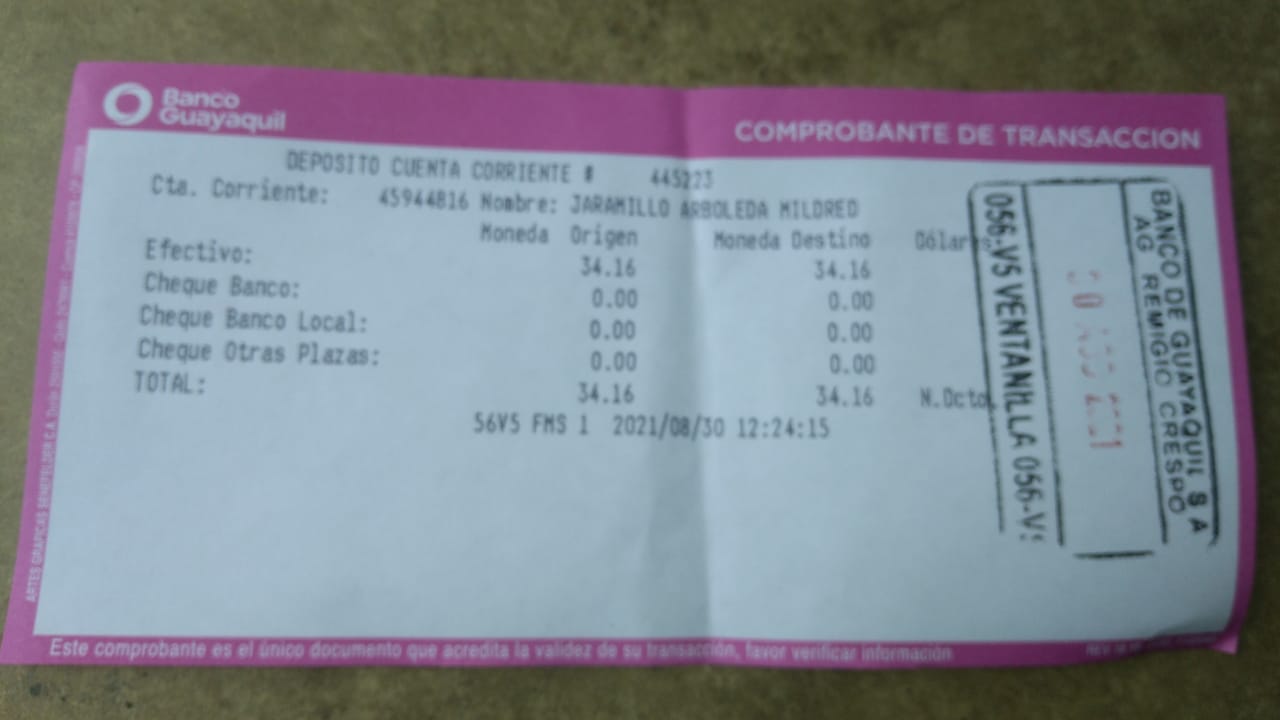 Banco
Guayaquil
COMPROBANTE DE TRANSACCION
DEPOSITO CUENTA CORRIENTE # 445223
Cta. Corriente: 45944816 Nombre: JARAMILLO ARBOLEDA MILDRED
Moneda Origen Moneda Destino Dólar
Efectivo: 34.16 34.16
Cheque Banco: 0.00 0.00
Cheque Banco Local: 0.00 0.00
Cheque Otras Plazas: 0.00 0.00
TOTAL: 34.16 34.16 N.Dcto
56V5 FMS 1 2021/08/30 12:24:15
BANCO DE GUAYAQUIL S A
AG REMIGIO CRESPO
056-V5 VENTANILLA 056-V5
Este comprobante es el único documento que acredita la validez de su transacción, favor verificar información
ARTES GRAFICAS SENEFELDER C.A.